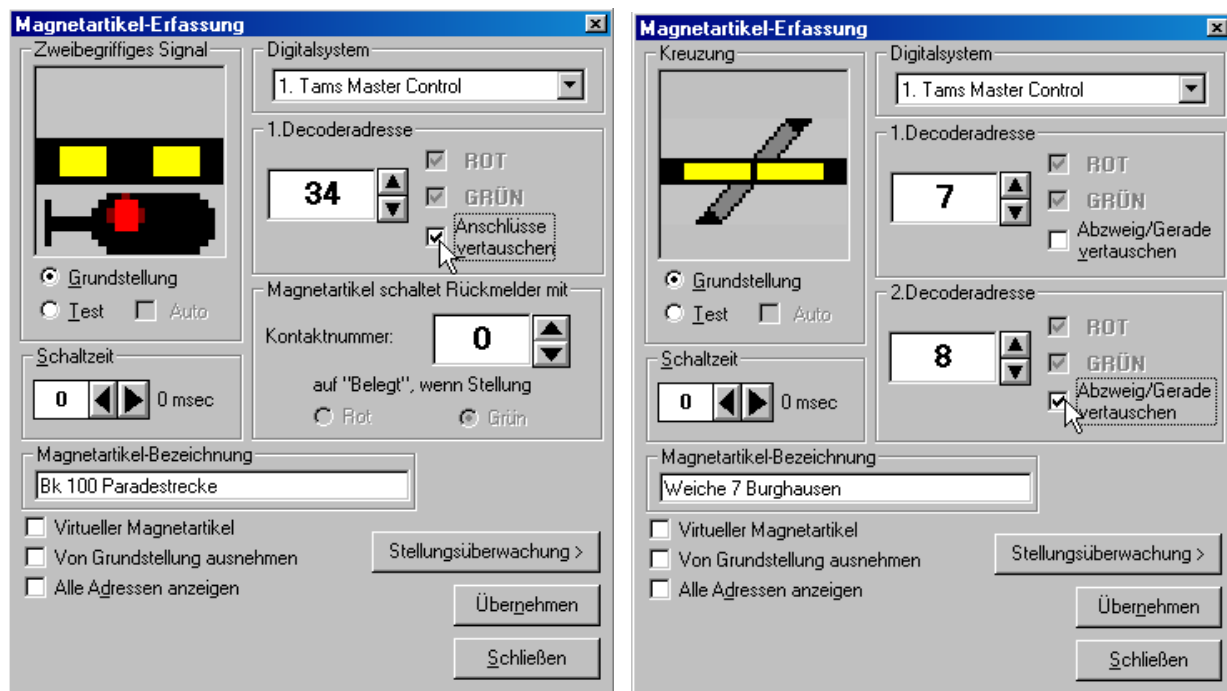 Magnetartikel-Erfassung
Zweibegriffiges Signal
Digitalsystem
1. Tams Master Control
1.Decoderadresse
34
ROT
GRÜN
Anschlüsse
vertauschen
Grundstellung
Test
Auto
Magnetartikel schaltet Rückmelder mit
Kontaktnummer:
0
auf "Belegt", wenn Stellung
Rot
Grün
Schaltzeit
0
0 msec
Magnetartikel-Bezeichnung
Bk 100 Paradestrecke
Virtueller Magnetartikel
Von Grundstellung ausnehmen
Alle Adressen anzeigen
Stellungsüberwachung >
Übernehmen
Schließen
Magnetartikel-Erfassung
Kreuzung
Digitalsystem
1. Tams Master Control
1.Decoderadresse
7
ROT
GRÜN
Abzweig/Gerade
vertauschen
Grundstellung
Test
Auto
2.Decoderadresse
8
ROT
GRÜN
Abzweig/Gerade
vertauschen
Schaltzeit
0
0 msec
Magnetartikel-Bezeichnung
Weiche 7 Burghausen
Virtueller Magnetartikel
Von Grundstellung ausnehmen
Alle Adressen anzeigen
Stellungsüberwachung >
Übernehmen
Schließen